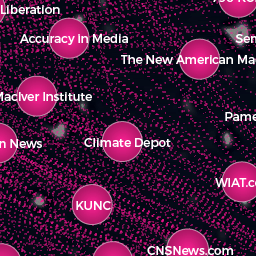 Liberation
Accuracy in Media
Sen
The New American Ma
MacIver Institute
Pame
n News
Climate Depot
WIAT.c
KUNC
CNSNews.com